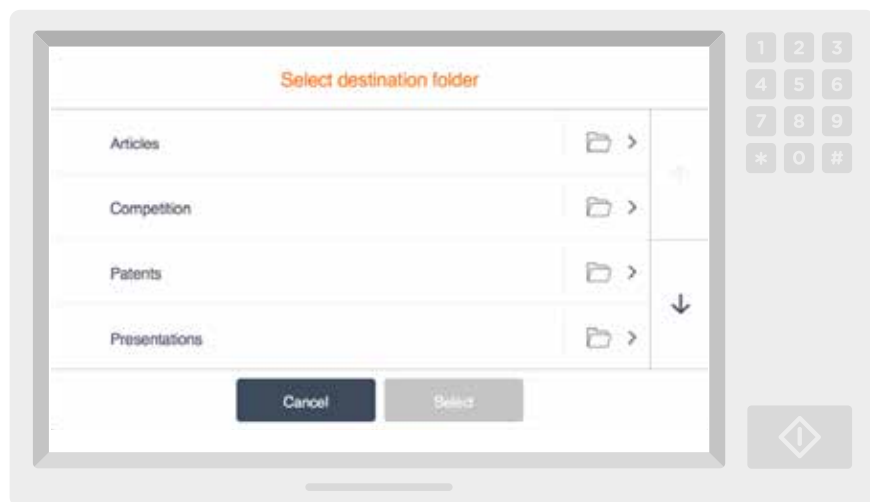 Select destination folder
Articles
Competition
Patents
Presentations
Cancel
Select
1 2 3
4 5 6
7 8 9
* 0 #